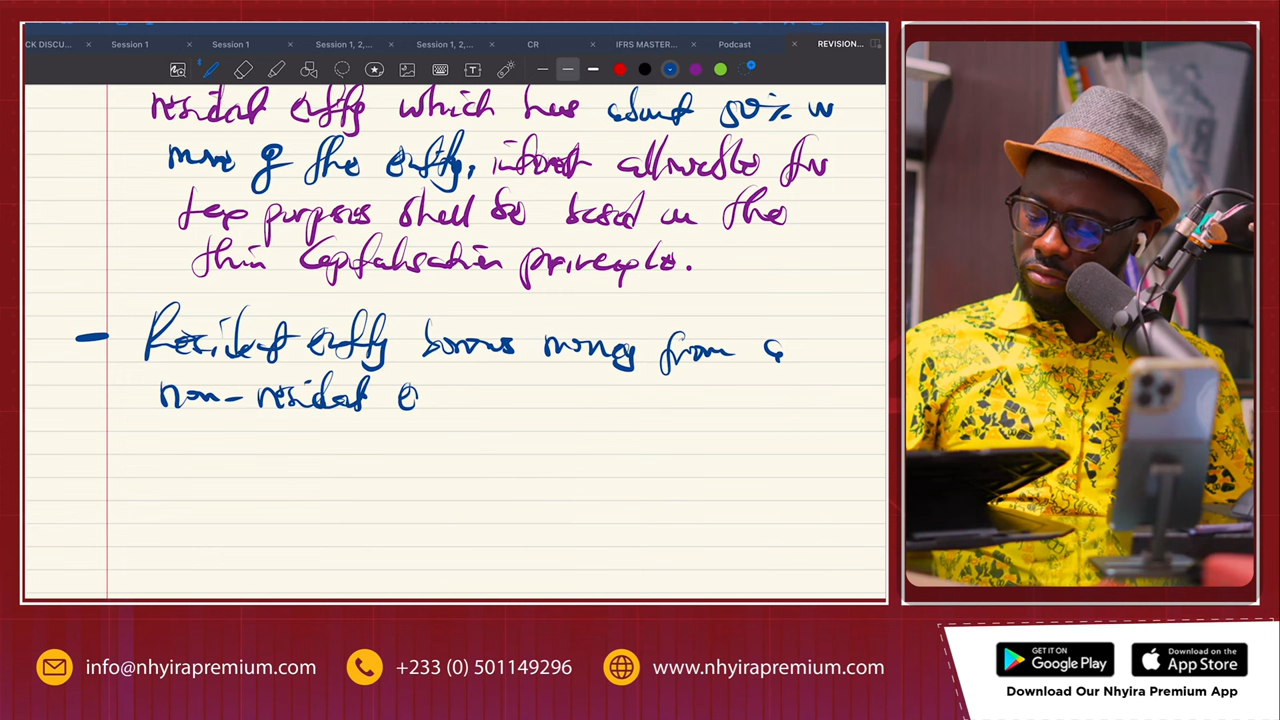 CK DISCU... × Session 1 × Session 1 × Session 1, 2,... × Session 1, 2,... × CR × IFRS MASTER... × Podcast × REVISION...
resident entity which has about 50% or
more of the entity, interest allowable for
tax purposes shall be based on the
thin capitalisation principle.
- Resident entity borrows money from a
non-resident e
info@nhyirapremium.com
+233 (0) 501149296
www.nhyirapremium.com
GET IT ON Google Play
Download on the App Store
Download Our Nhyira Premium App